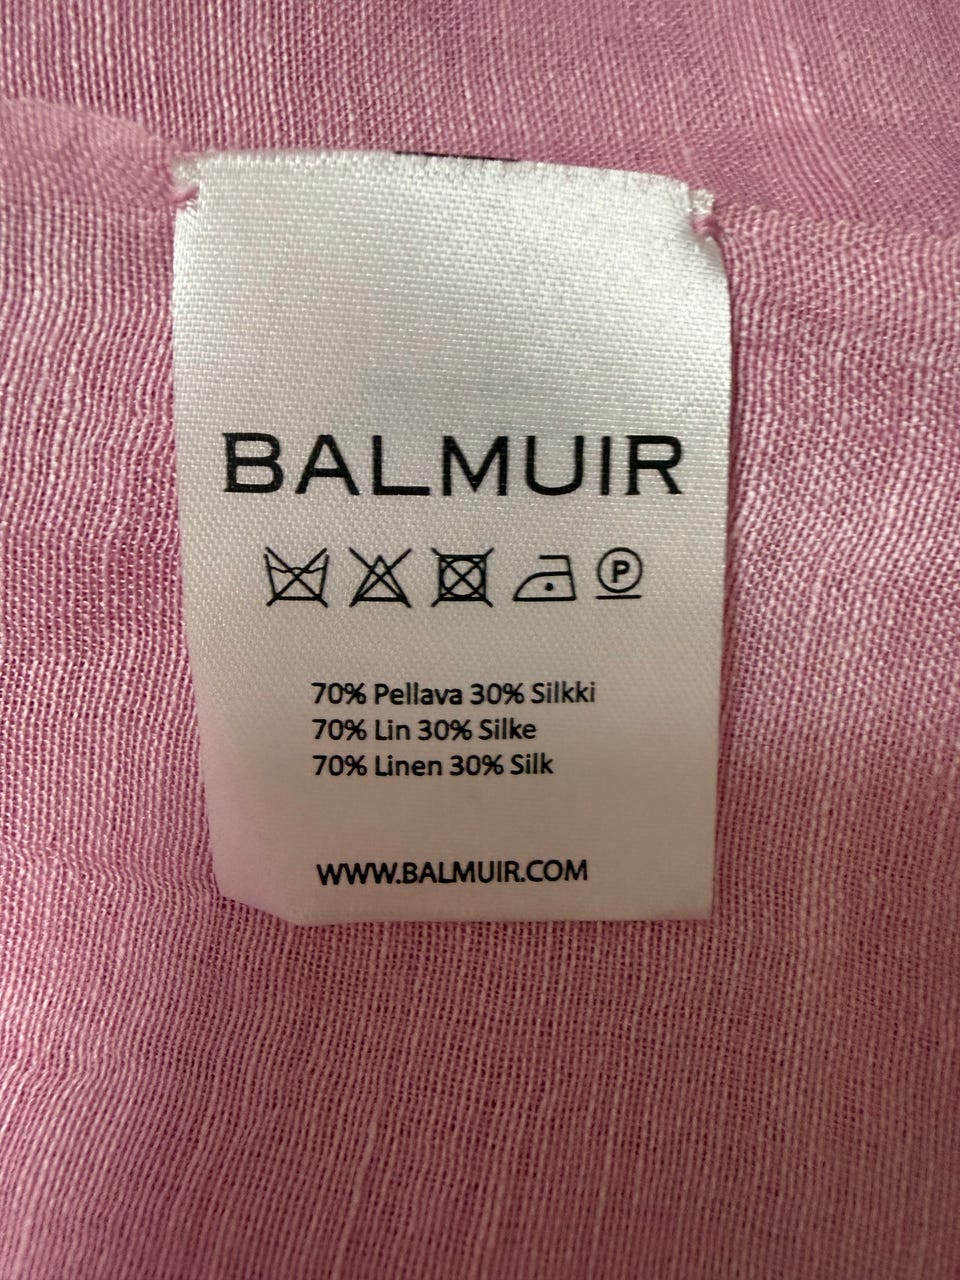 BALMUIR
P
70% Pellava 30% Silkki
70% Lin 30% Silke
70% Linen 30% Silk
WWW.BALMUIR.COM